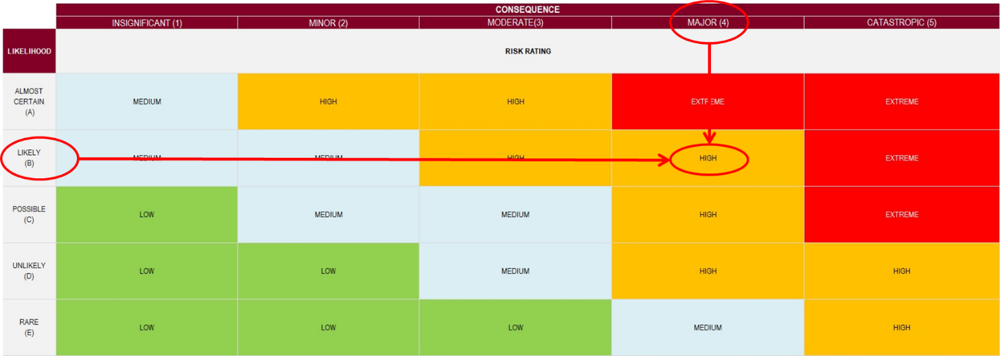 CONSEQUENCE
INSIGNIFICANT (1) MINOR (2) MODERATE(3) MAJOR (4) CATASTROPIC (5)
LIKELIHOOD RISK RATING
ALMOST
CERTAIN
(A)
MEDIUM HIGH HIGH EXTREME EXTREME
LIKELY
(B)
MEDIUM MEDIUM HIGH HIGH EXTREME
POSSIBLE
(C)
LOW MEDIUM MEDIUM HIGH EXTREME
UNLIKELY
(D)
LOW LOW MEDIUM HIGH HIGH
RARE
(E)
LOW LOW LOW MEDIUM HIGH